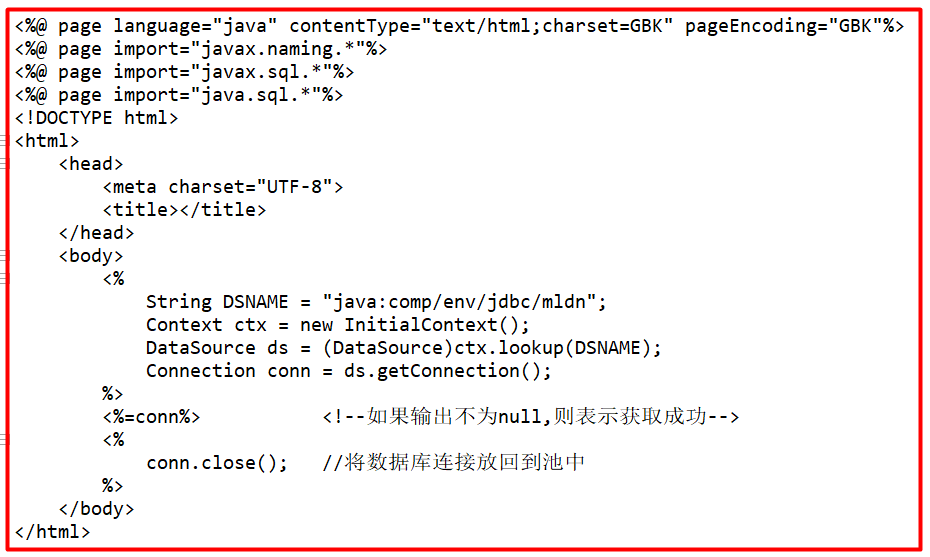 <%@ page language="java" contentType="text/html;charset=GBK" pageEncoding="GBK"%>
<%@ page import="javax.naming.*"%>
<%@ page import="javax.sql.*"%>
<%@ page import="java.sql.*"%>
<!DOCTYPE html>
<html>
    <head>
        <meta charset="UTF-8">
        <title></title>
    </head>
    <body>
        <%
            String DSNAME = "java:comp/env/jdbc/mldn";
            Context ctx = new InitialContext();
            DataSource ds = (DataSource)ctx.lookup(DSNAME);
            Connection conn = ds.getConnection();
        %>
        <%=conn%>           <!--如果输出不为null,则表示获取成功-->
        <%
            conn.close();   //将数据库连接放回到池中
        %>
    </body>
</html>